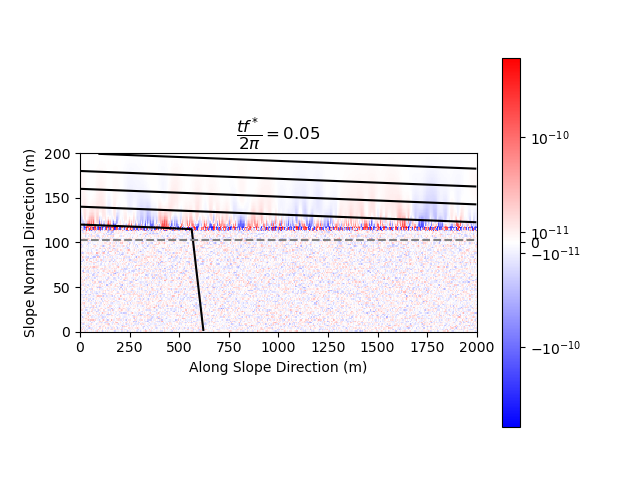 tf*/2π = 0.05
Slope Normal Direction (m)
200
150
100
50
0
0 250 500 750 1000 1250 1500 1750 2000
Along Slope Direction (m)
10^{-10}
10^{-11}
0
−10^{-11}
−10^{-10}